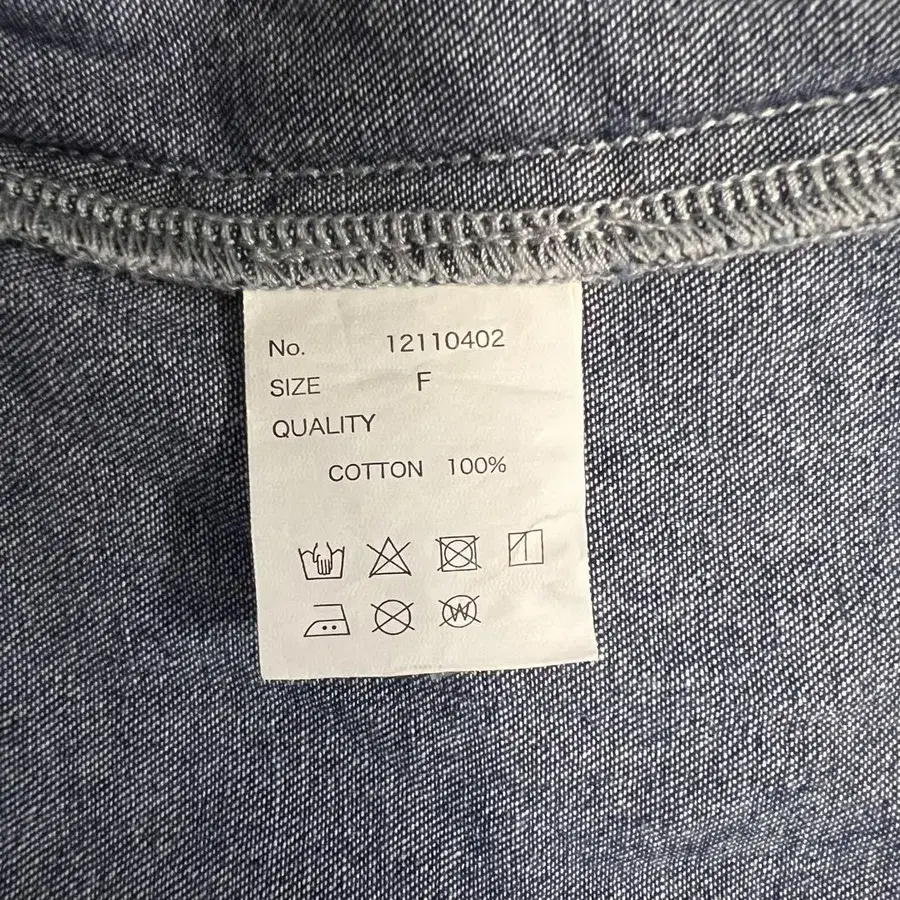 No. 12110402
SIZE F
QUALITY
COTTON 100%
W